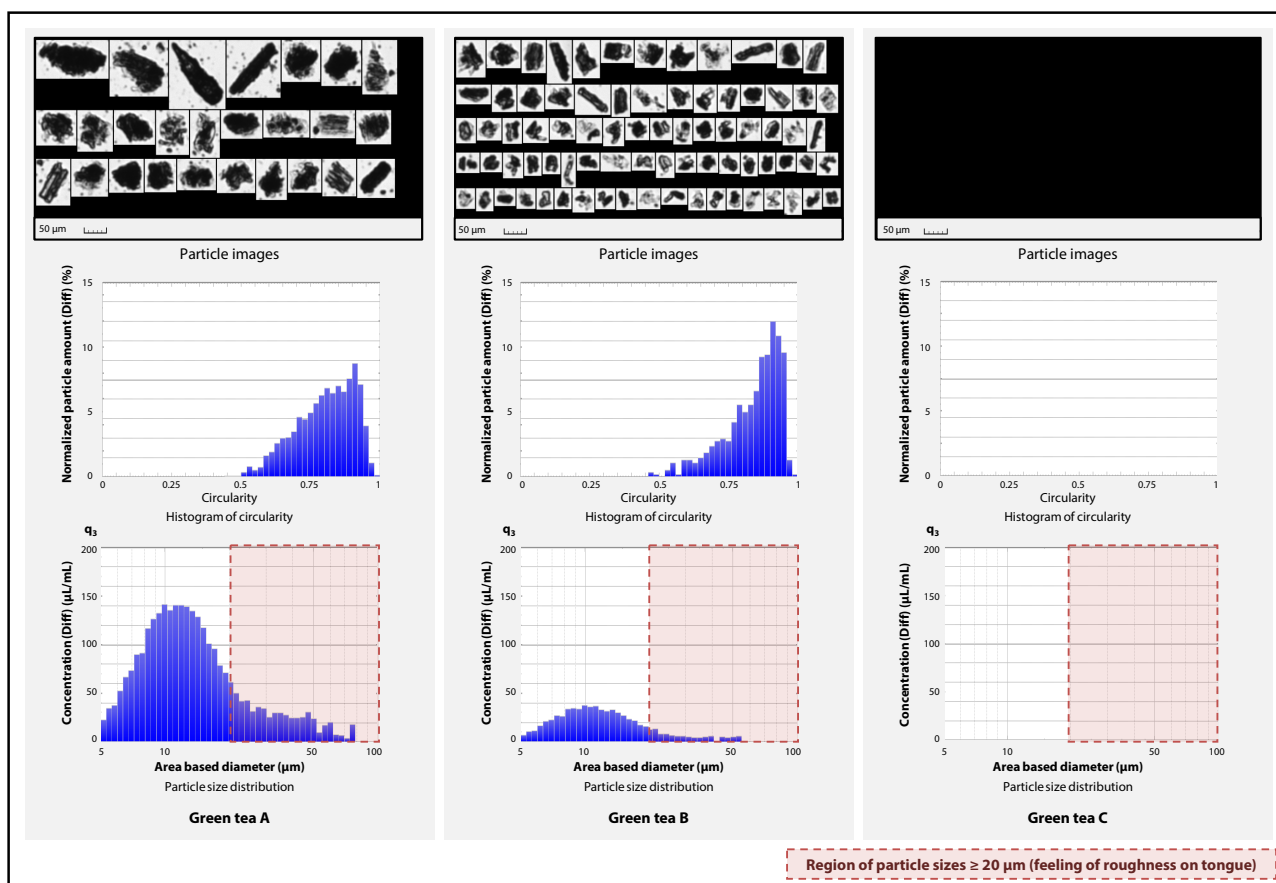 50 µm
50 µm
50 µm
Particle images
Particle images
Particle images
Normalized particle amount (Diff) (%)
15
10
5
0
0
0.25
0.5
0.75
1
Circularity
Histogram of circularity
Normalized particle amount (Diff) (%)
15
10
5
0
0
0.25
0.5
0.75
1
Circularity
Histogram of circularity
Normalized particle amount (Diff) (%)
15
10
5
0
0
0.25
0.5
0.75
1
Circularity
Histogram of circularity
q3
Concentration (Diff) (µL/mL)
200
150
100
50
0
5
10
50
100
Area based diameter (µm)
Particle size distribution
Green tea A
q3
Concentration (Diff) (µL/mL)
200
150
100
50
0
5
10
50
100
Area based diameter (µm)
Particle size distribution
Green tea B
q3
Concentration (Diff) (µL/mL)
200
150
100
50
0
5
10
50
100
Area based diameter (µm)
Particle size distribution
Green tea C
Region of particle sizes ≥ 20 µm (feeling of roughness on tongue)